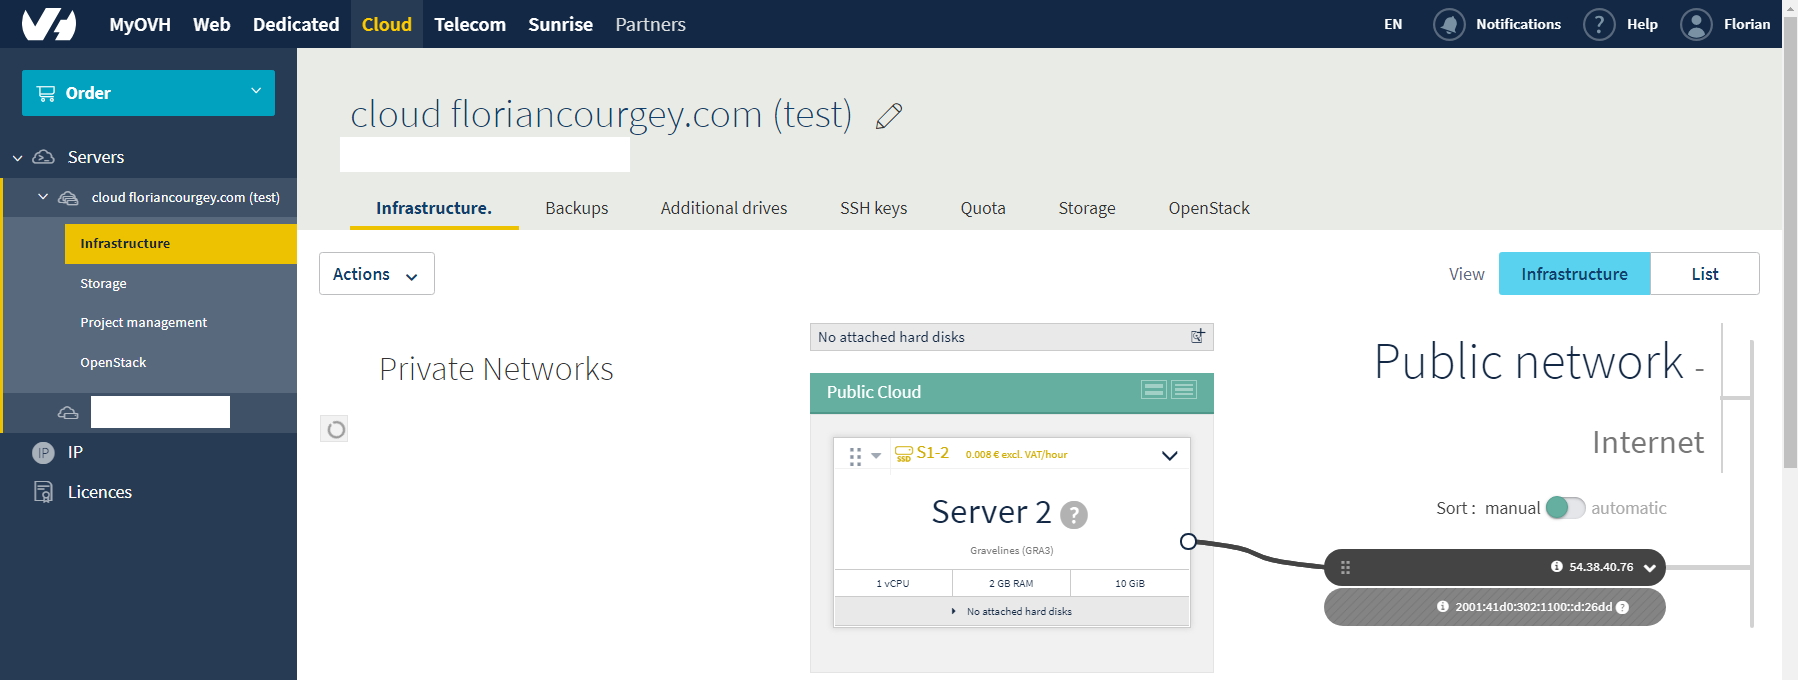 MyOVH Web Dedicated Cloud Telecom Sunrise Partners EN Notifications ? Help Florian
Order
Servers
cloud floriancourgey.com (test)
Infrastructure
Storage
Project management
OpenStack
IP IP
Licences
cloud floriancourgey.com (test)
Infrastructure. Backups Additional drives SSH keys Quota Storage OpenStack
Actions
View Infrastructure List
Private Networks
No attached hard disks
Public Cloud
SSD S1-2 0.008 € excl. VAT/hour
Server 2 ?
Gravelines (GRA3)
1 vCPU 2 GB RAM 10 GiB
No attached hard disks
Public network -
Internet
Sort : manual automatic
i 54.38.40.76
i 2001:41d0:302:1100::d:26dd ?